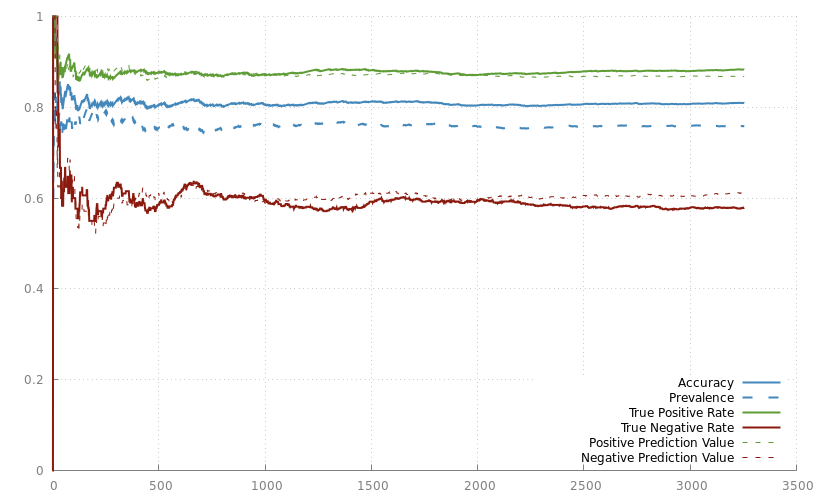 1
0.8
0.6
0.4
0.2
0
Accuracy
Prevalence
True Positive Rate
True Negative Rate
Positive Prediction Value
Negative Prediction Value
0 500 1000 1500 2000 2500 3000 3500